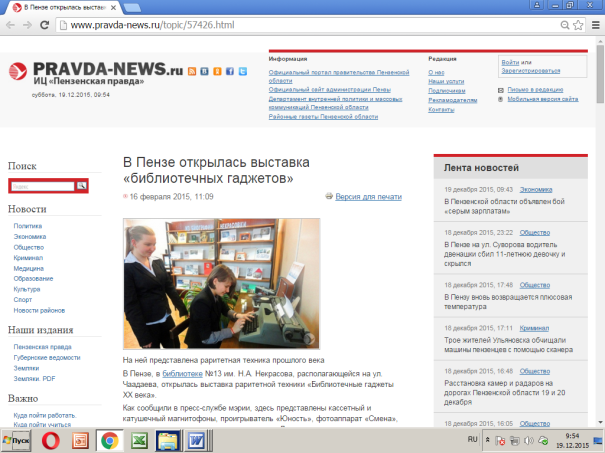 В Пензе открылась выставк
www.pravda-news.ru/topic/57426.html
PRAVDA-NEWS.ru
ИЦ «Пензенская правда»
суббота, 19.12.2015, 09:54
Информация
Официальный портал правительства Пензенской
области
Официальный сайт администрации Пензы
Департамент внутренней политики и массовых
коммуникаций Пензенской области
Районные газеты Пензенской области
Редакция
О нас
Наши услуги
Подписчикам
Рекламодателям
Контакты
Войти или
Зарегистрироваться
Письмо в редакцию
Мобильная версия сайта
Поиск
Новости
Политика
Экономика
Общество
Криминал
Медицина
Образование
Культура
Спорт
Новости районов
Наши издания
Пензенская правда
Губернские ведомости
Земляки
Земляки. PDF
Важно
Куда пойти работать.
Куда пойти учиться
В Пензе открылась выставка
«библиотечных гаджетов»
16 февраля 2015, 11:09
Версия для печати
На ней представлена раритетная техника прошлого века
В Пензе, в библиотеке №13 им. Н.А. Некрасова, располагающейся на ул.
Чаадаева, открылась выставка раритетной техники «Библиотечные гаджеты
XX века».
Как сообщили в пресс-службе мэрии, здесь представлены кассетный и
катушечный магнитофоны, проигрыватель «Юность», фотоаппарат «Смена»,
Лента новостей
19 декабря 2015, 09:43 Экономика
В Пензенской области объявлен бой
«серым зарплатам»
18 декабря 2015, 23:22 Общество
В Пензе на ул. Суворова водитель
двенашки сбил 11-летнюю девочку и
скрылся
18 декабря 2015, 17:48 Общество
В Пензу вновь возвращается плюсовая
температура
18 декабря 2015, 17:11 Криминал
Трое жителей Ульяновска обчищали
машины пензенцев с помощью сканера
18 декабря 2015, 16:48 Общество
Расстановка камер и радаров на
дорогах Пензенской области 19 и 20
декабря
18 декабря 2015, 16:05 Общество
Пуск
RU
9:54
19.12.2015